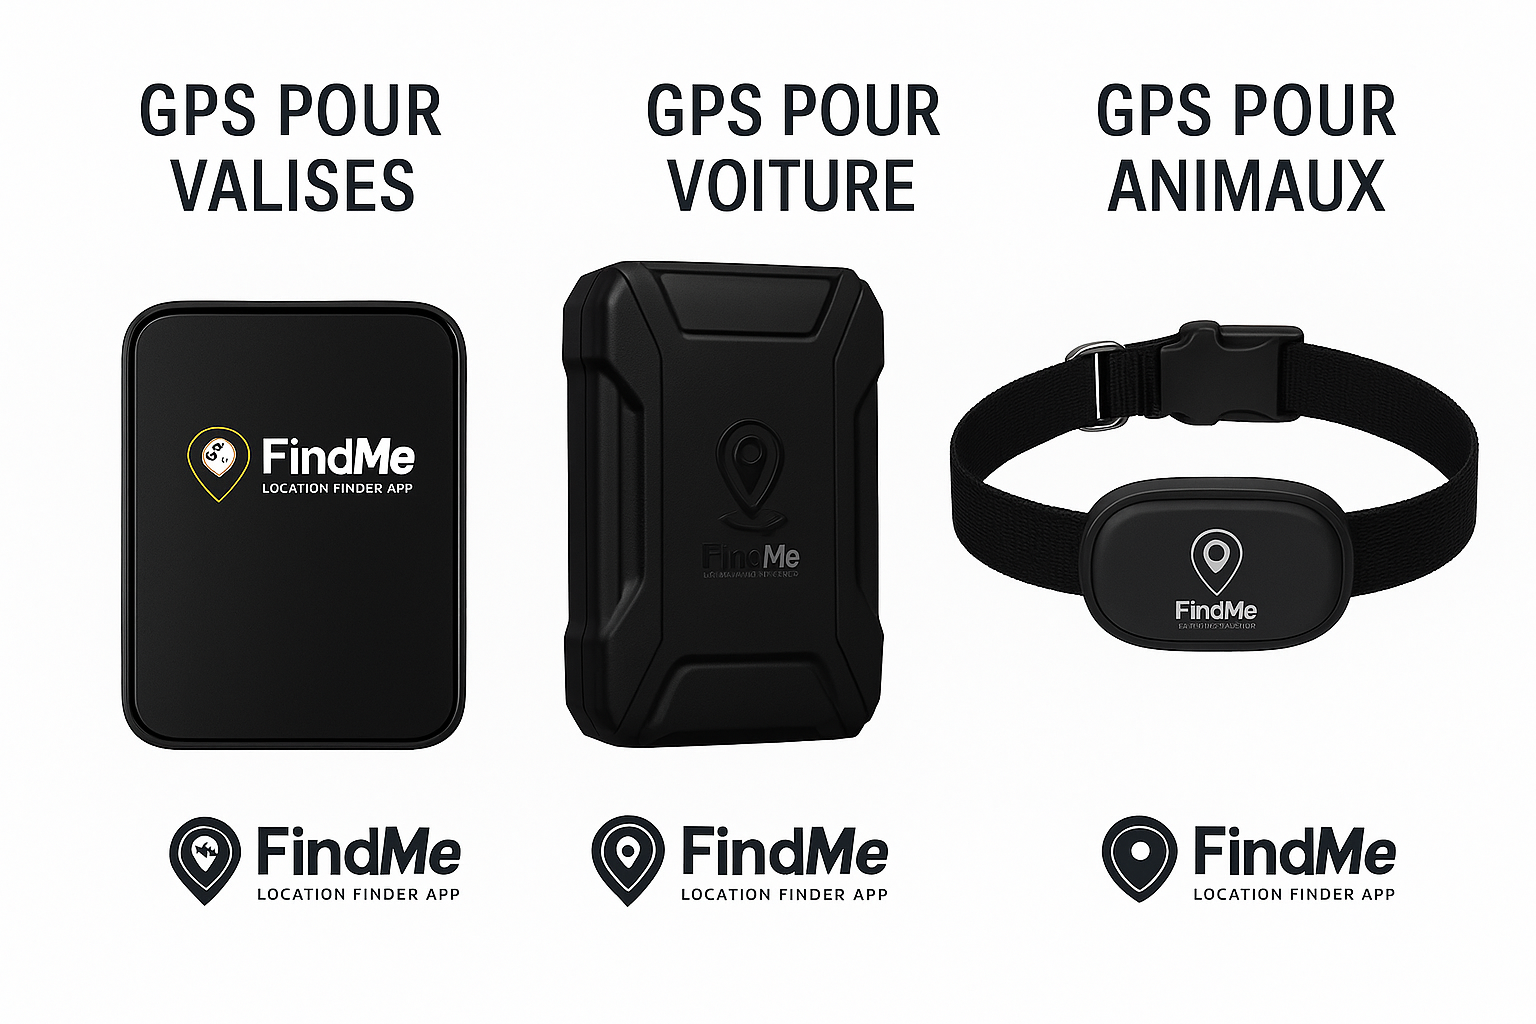 GPS POUR
VALISES
GPS POUR
VOITURE
GPS POUR
ANIMAUX
FindMe
LOCATION FINDER APP
FindMe
FindMe
FindMe
LOCATION FINDER APP
FindMe
LOCATION FINDER APP
FindMe
LOCATION FINDER APP